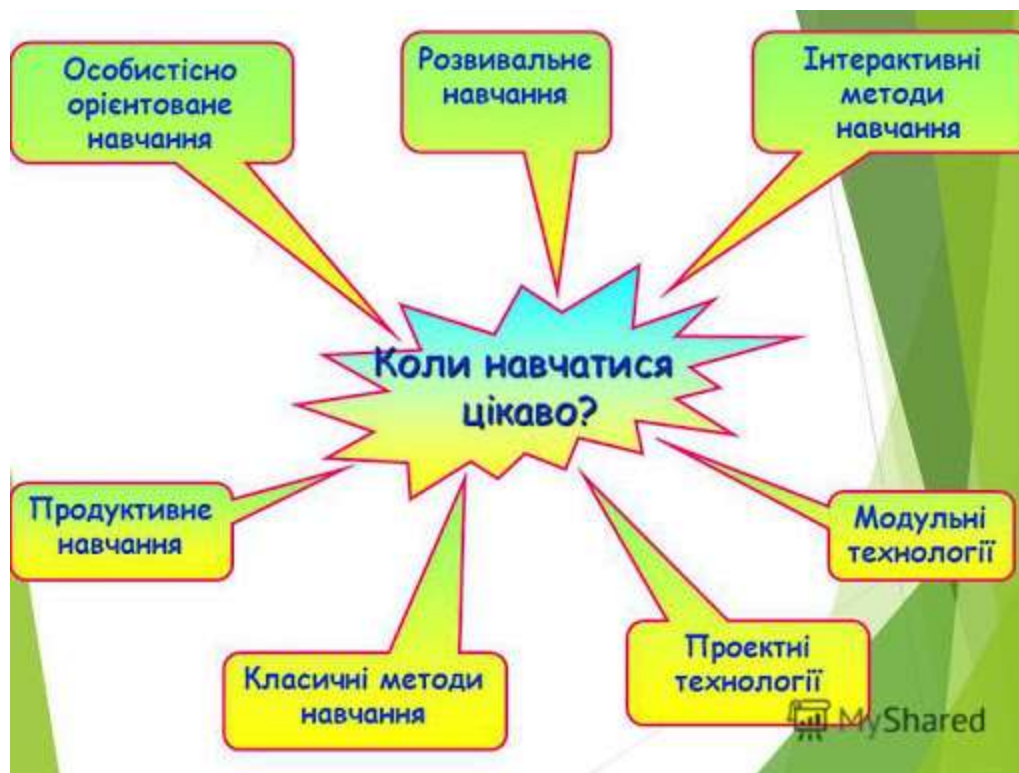 Особистісно
орієнтоване
навчання
Розвивальне
навчання
Інтерактивні
методи
навчання
Коли навчатися
цікаво?
Продуктивне
навчання
Модульні
технології
Класичні методи
навчання
Проектні
технології
MyShared